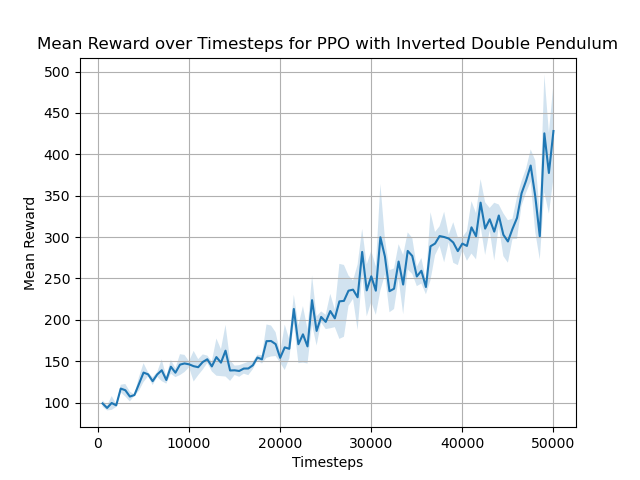 Mean Reward over Timesteps for PPO with Inverted Double Pendulum
500
450
400
350
300
250
200
150
100
Mean Reward
0 10000 20000 30000 40000 50000
Timesteps